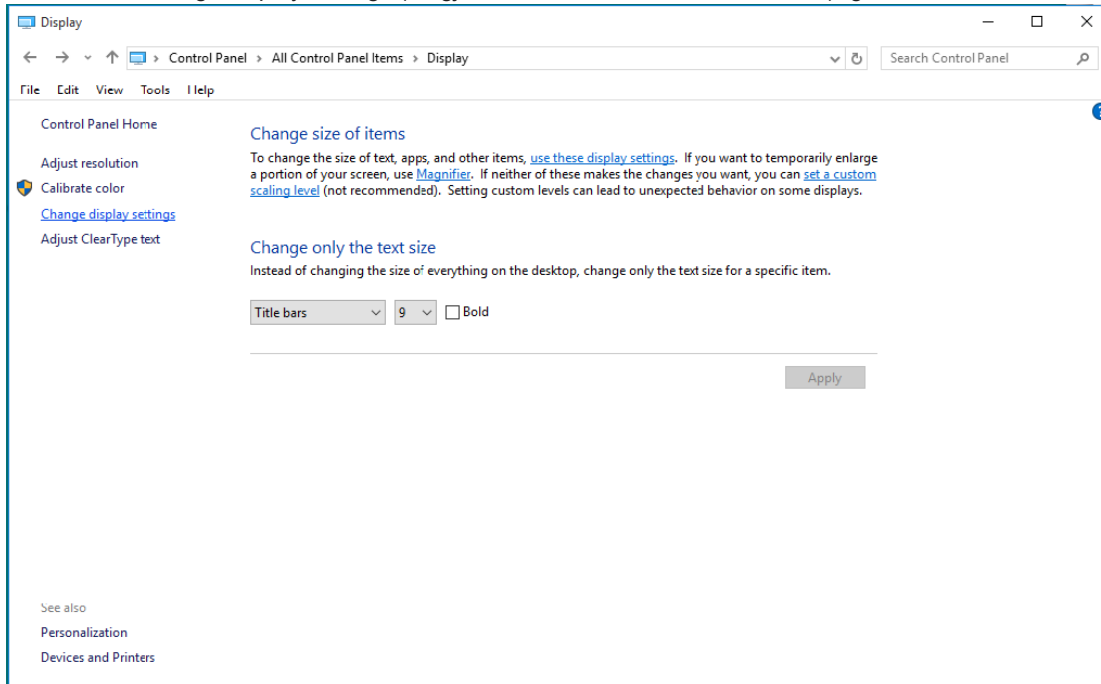 Display
Control Panel > All Control Panel Items > Display
Search Control Panel
File Edit View Tools Help
Control Panel Home
Adjust resolution
Calibrate color
Change display settings
Adjust ClearType text
Change size of items
To change the size of text, apps, and other items, use these display settings. If you want to temporarily enlarge
a portion of your screen, use Magnifier. If neither of these makes the changes you want, you can set a custom
scaling level (not recommended). Setting custom levels can lead to unexpected behavior on some displays.
Change only the text size
Instead of changing the size of everything on the desktop, change only the text size for a specific item.
Title bars 9 Bold
Apply
See also
Personalization
Devices and Printers